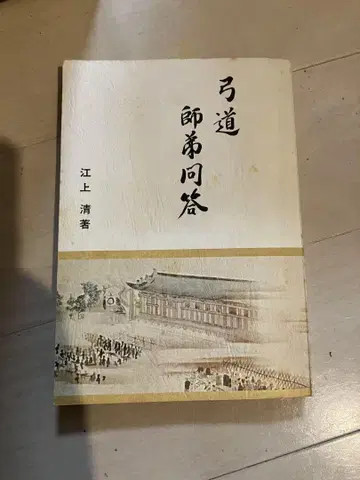 弓道
師弟問答
江上 清著